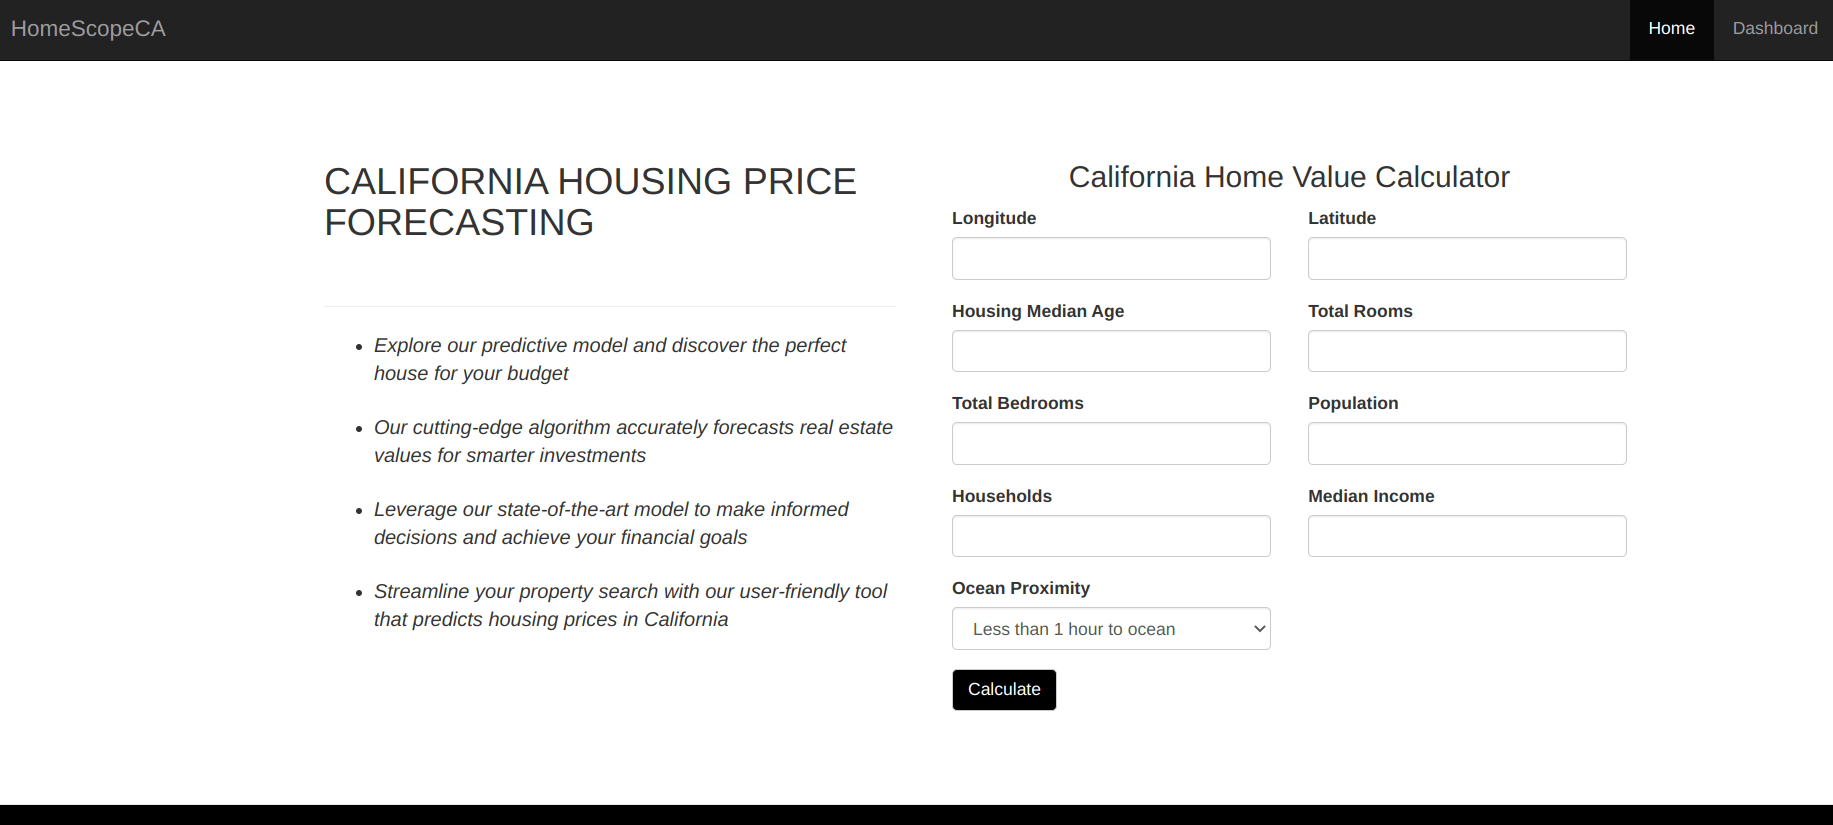 HomeScopeCA
Home
Dashboard
CALIFORNIA HOUSING PRICE
FORECASTING
Explore our predictive model and discover the perfect
house for your budget
Our cutting-edge algorithm accurately forecasts real estate
values for smarter investments
Leverage our state-of-the-art model to make informed
decisions and achieve your financial goals
Streamline your property search with our user-friendly tool
that predicts housing prices in California
California Home Value Calculator
Longitude
Latitude
Housing Median Age
Total Rooms
Total Bedrooms
Population
Households
Median Income
Ocean Proximity
Less than 1 hour to ocean
Calculate